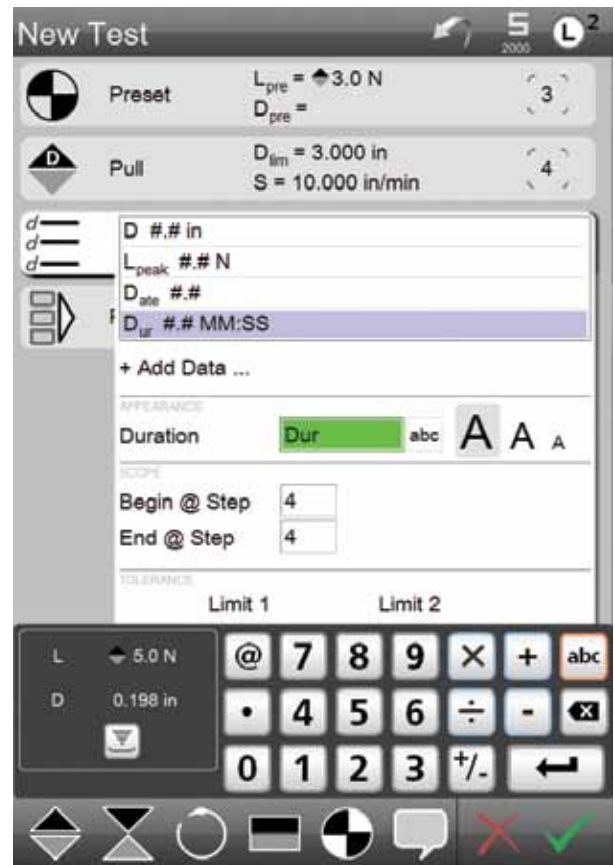 New Test
S
2000
L2
Preset
Lpre = 3.0 N
Dpre =
3
Pull
D
Dlim = 3.000 in
S = 10.000 in/min
4
d
d
d
D #.# in
Lpeak #.# N
Date #.#
Dur #.# MM:SS
+ Add Data ...
APPEARANCE
Duration
Dur
abc
A A A
SCOPE
Begin @ Step 4
End @ Step 4
TOLERANCE
Limit 1 Limit 2
L 5.0 N
D 0.198 in
@ 7 8 9 × + abc
• 4 5 6 ÷ -
0 1 2 3 +/-